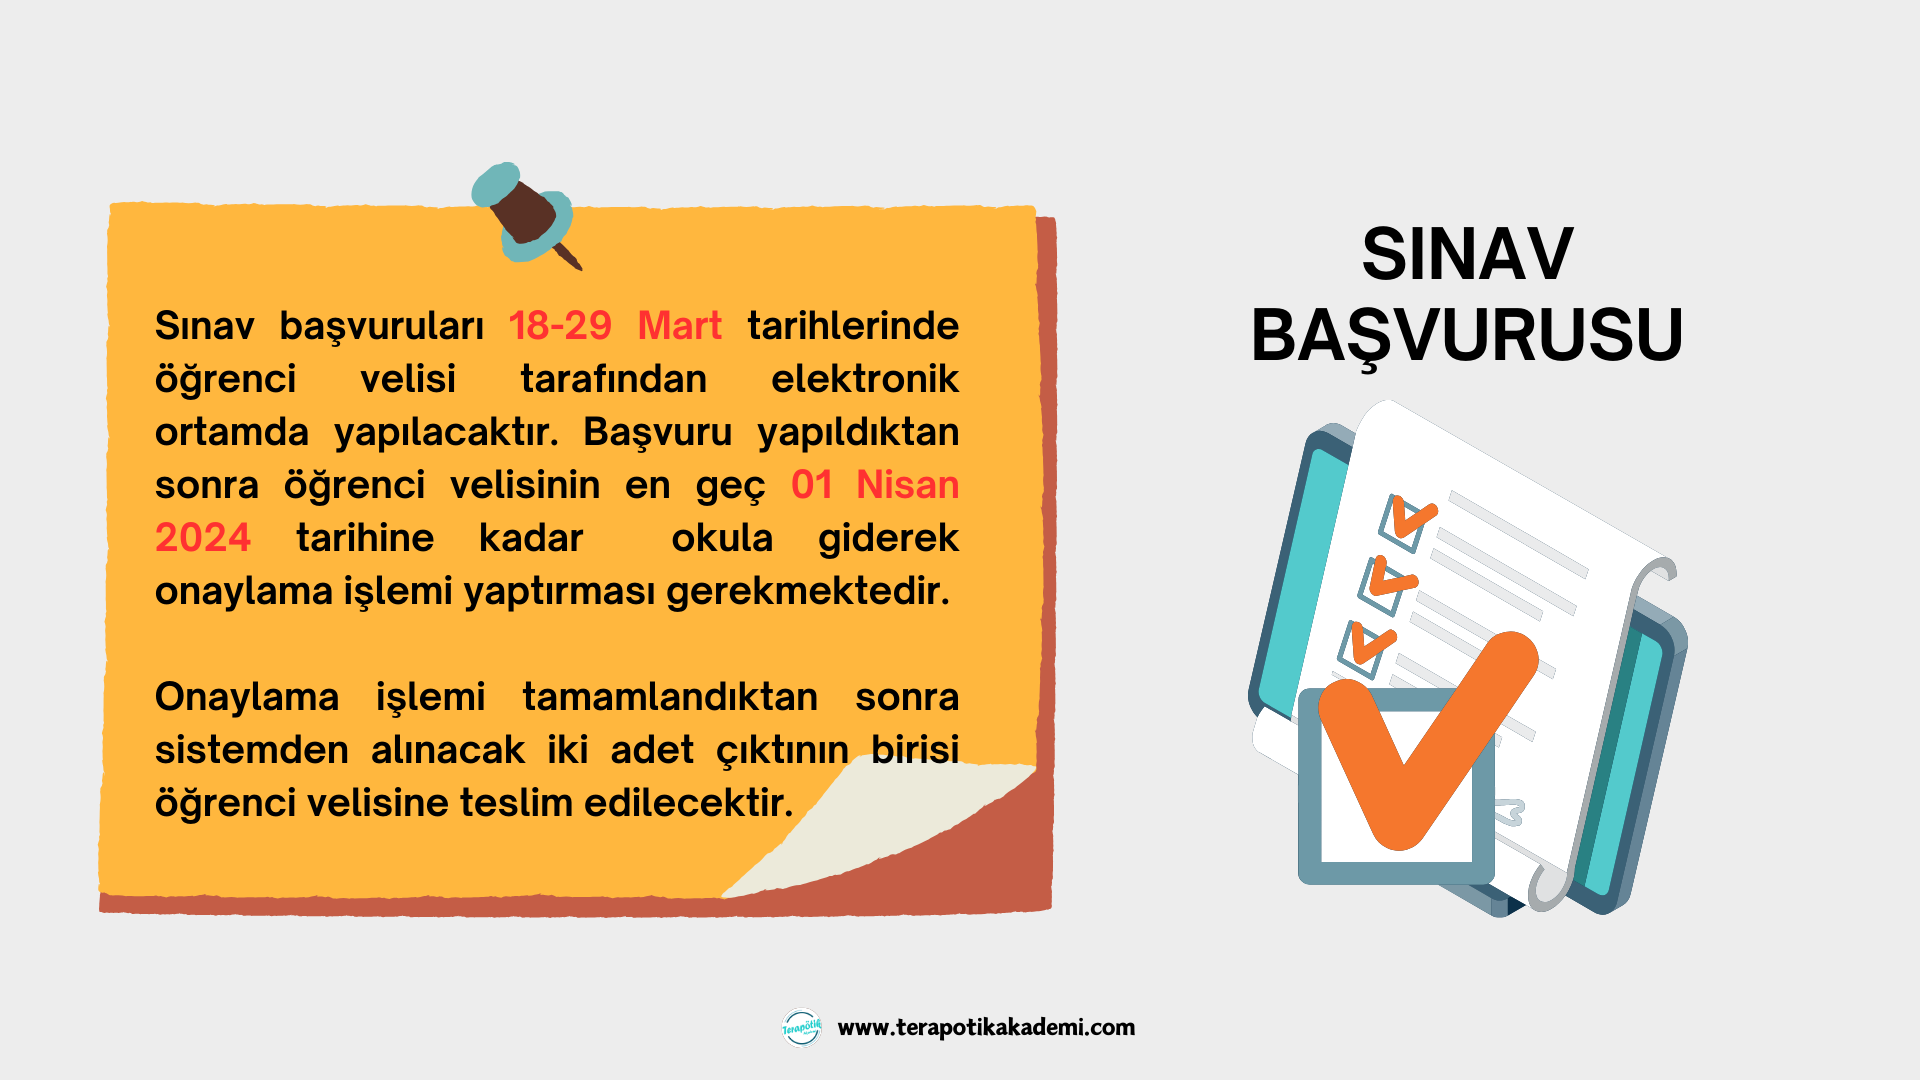 Sınav başvuruları 18-29 Mart tarihlerinde
öğrenci velisi tarafından elektronik
ortamda yapılacaktır. Başvuru yapıldıktan
sonra öğrenci velisinin en geç 01 Nisan
2024 tarihine kadar okula giderek
onaylama işlemi yaptırması gerekmektedir.
Onaylama işlemi tamamlandıktan sonra
sistemden alınacak iki adet çıktının birisi
öğrenci velisine teslim edilecektir.
SINAV
BAŞVURUSU
Terapötik
www.terapotikakademi.com